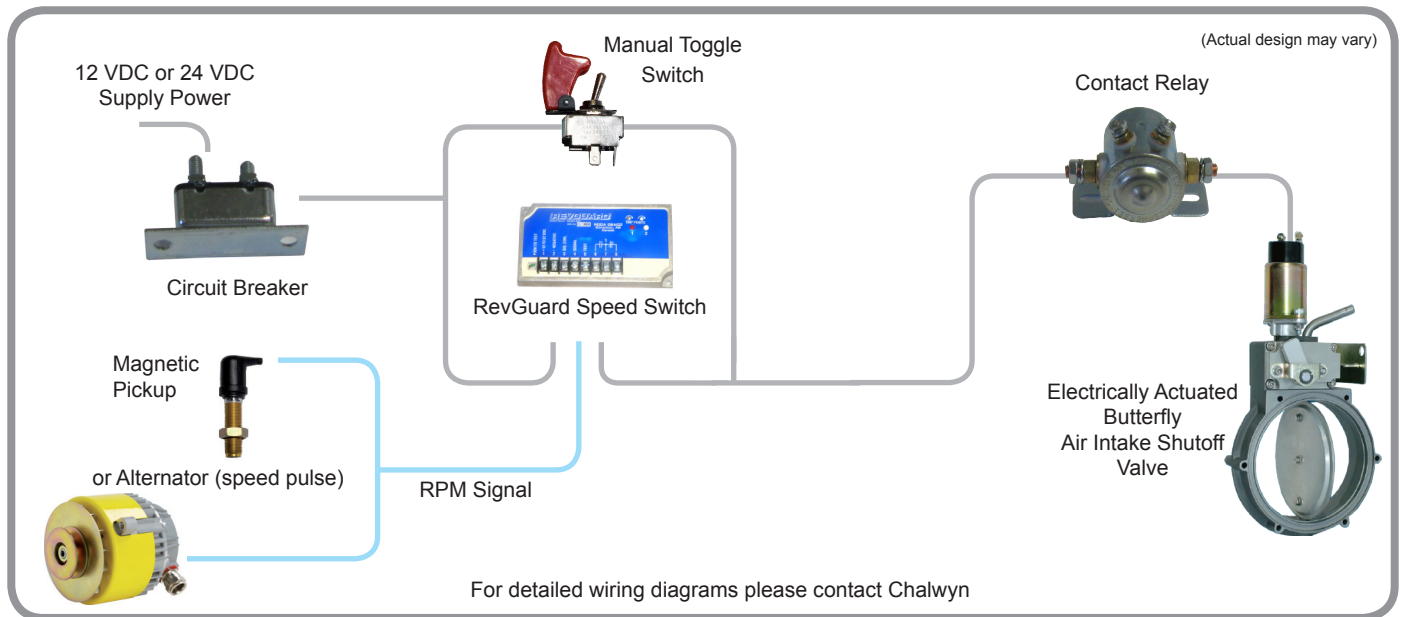 (Actual design may vary)
Manual Toggle
Switch
12 VDC or 24 VDC
Supply Power
Contact Relay
REVGUARD
Circuit Breaker
RevGuard Speed Switch
Magnetic
Pickup
or Alternator (speed pulse)
RPM Signal
Electrically Actuated
Butterfly
Air Intake Shutoff
Valve
For detailed wiring diagrams please contact Chalwyn